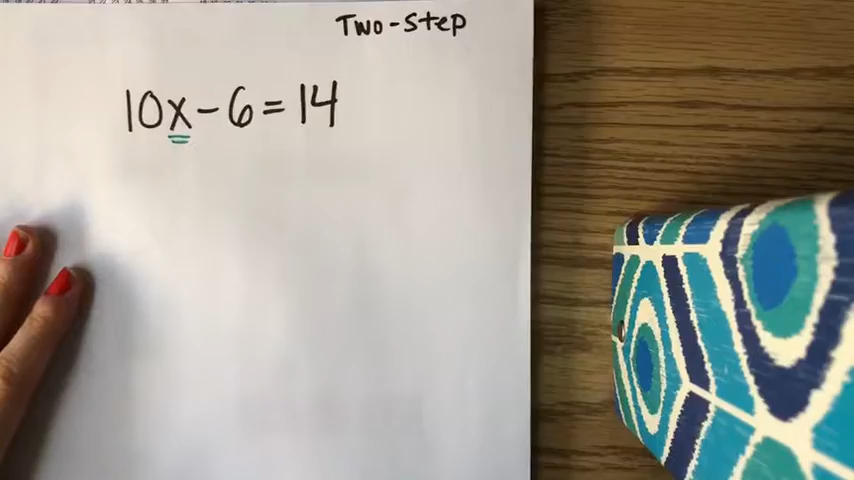 Two-Step
10x - 6 = 14